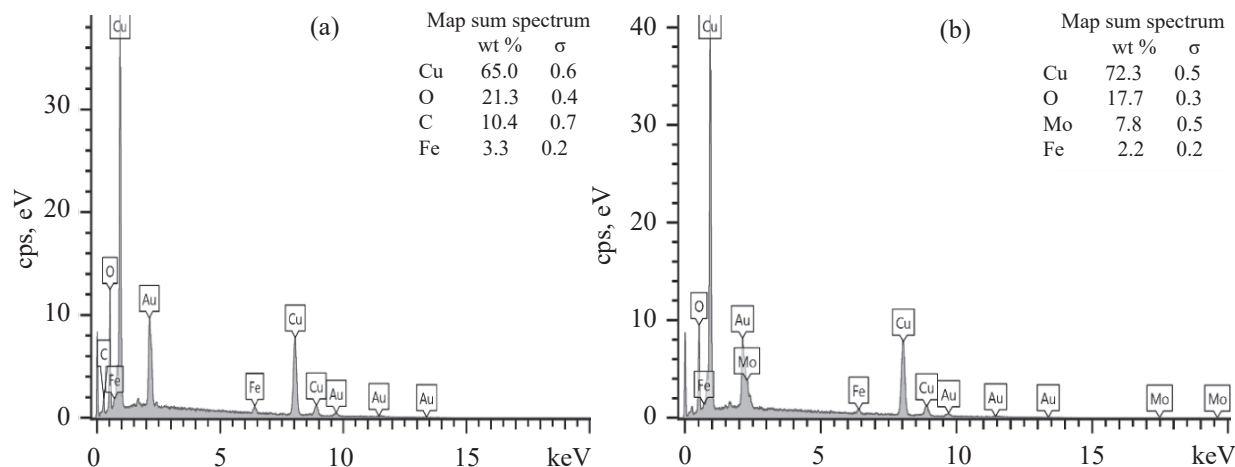 (a)
Map sum spectrum
wt % σ
Cu 65.0 0.6
O 21.3 0.4
C 10.4 0.7
Fe 3.3 0.2
cps, eV
30
20
10
0
Cu
O
C
Fe
Au
Fe
Cu
Cu
Au
Au
Au
0 5 10 15 keV
(b)
Map sum spectrum
wt % σ
Cu 72.3 0.5
O 17.7 0.3
Mo 7.8 0.5
Fe 2.2 0.2
cps, eV
40
30
20
10
0
Cu
O
Fe
Au
Mo
Fe
Cu
Cu
Au
Au
Au
Mo
Mo
0 5 10 15 keV